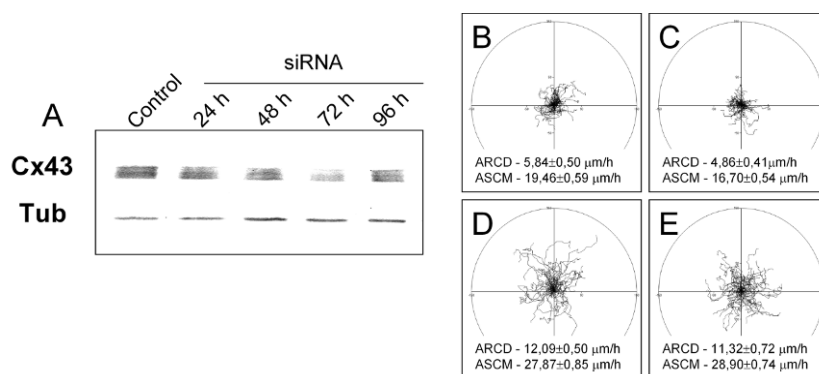 A
siRNA
Control
24 h
48 h
72 h
96 h
Cx43
Tub
B
ARCD - 5,84±0,50 μm/h
ASCM - 19,46±0,59 μm/h
C
ARCD - 4,86±0,41μm/h
ASCM - 16,70±0,54 μm/h
D
ARCD - 12,09±0,50 μm/h
ASCM - 27,87±0,85 μm/h
E
ARCD - 11,32±0,72 μm/h
ASCM - 28,90±0,74 μm/h